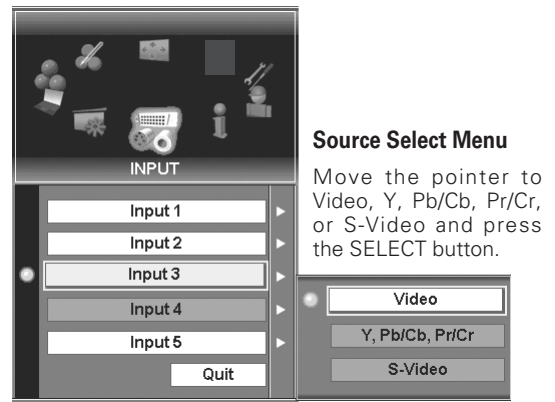 INPUT
Input 1
Input 2
Input 3
Input 4
Input 5
Quit
Source Select Menu
Move the pointer to
Video, Y, Pb/Cb, Pr/Cr,
or S-Video and press
the SELECT button.
Video
Y, Pb/Cb, Pr/Cr
S-Video